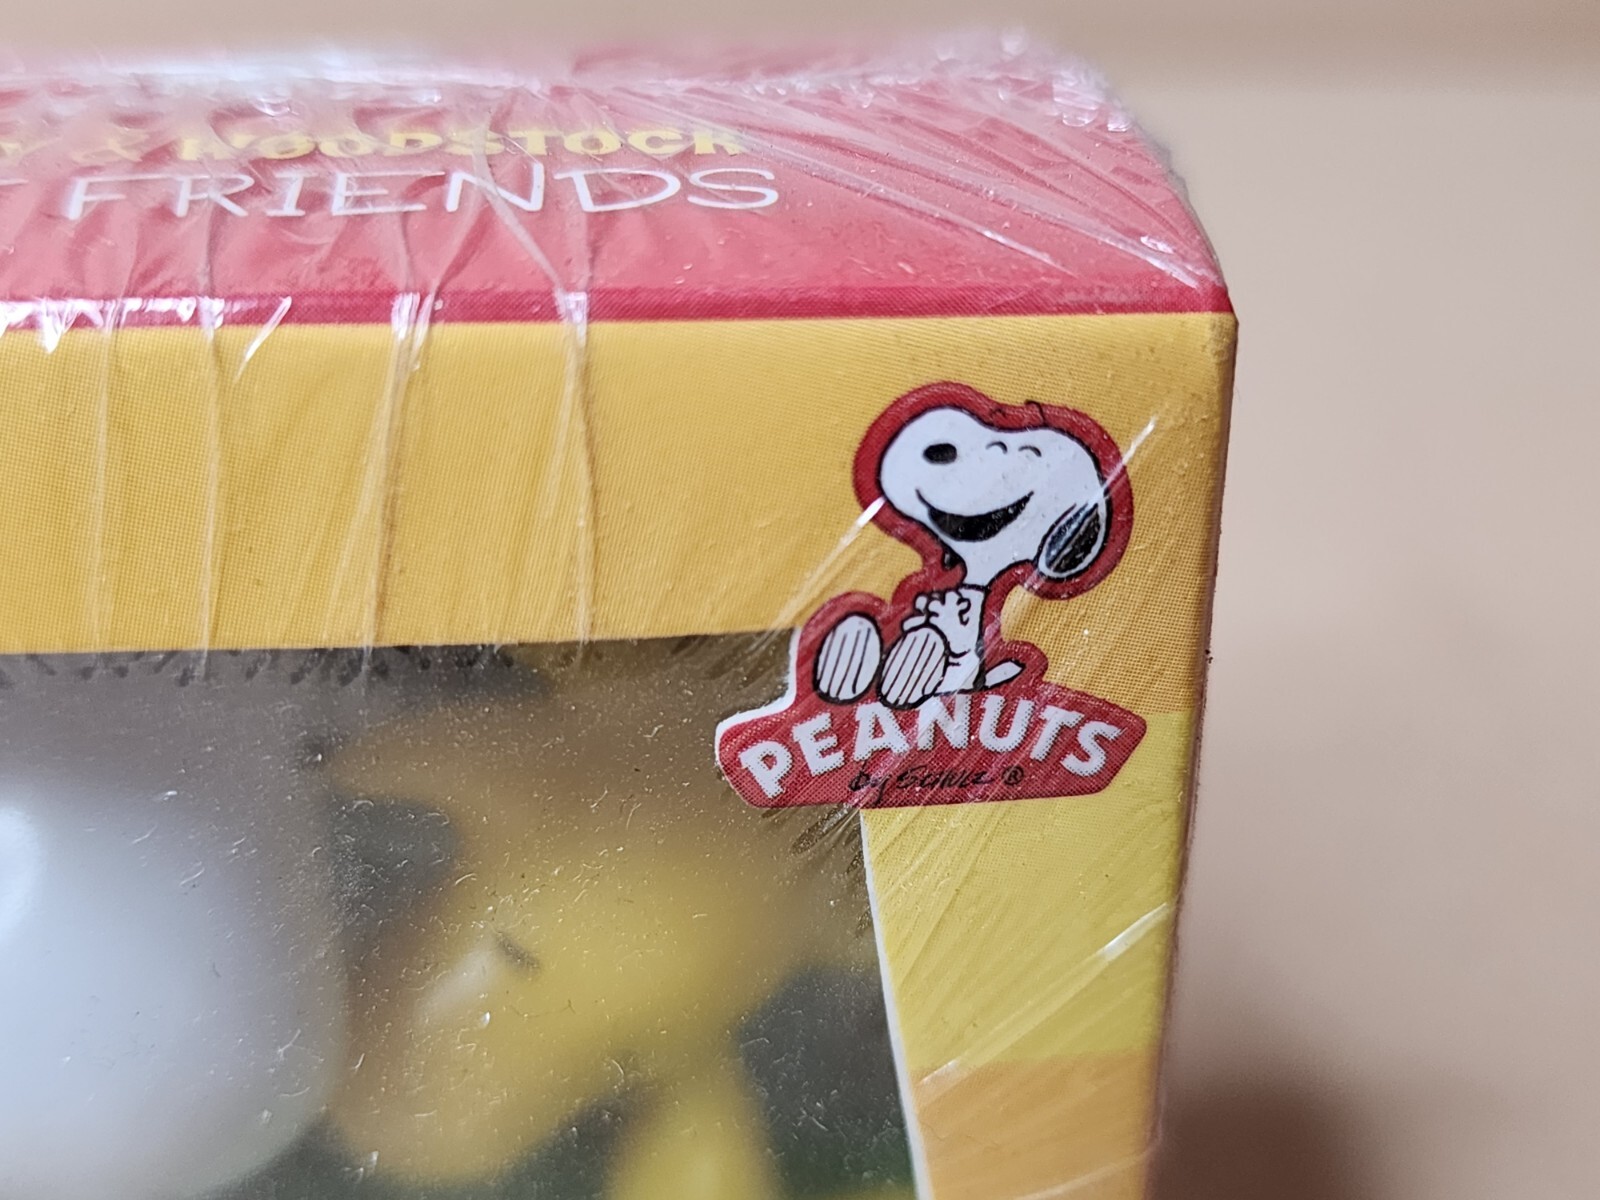 Y & WOODSTOCK
T FRIENDS
PEANUTS
by SCHULZ ®